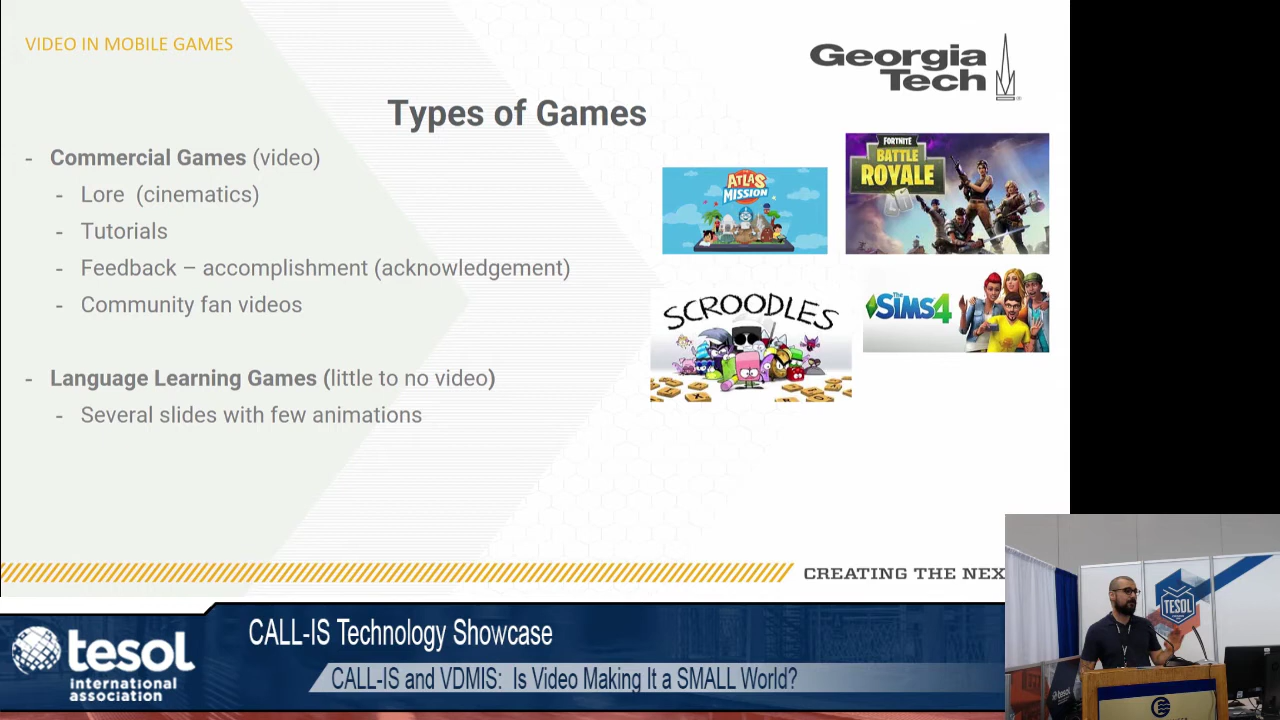 VIDEO IN MOBILE GAMES
Georgia
Tech
Types of Games
- Commercial Games (video)
- Lore (cinematics)
- Tutorials
- Feedback – accomplishment (acknowledgement)
- Community fan videos
- Language Learning Games (little to no video)
- Several slides with few animations
ATLAS
MISSION
FORTNITE
BATTLE
ROYALE
SCROODLES
The
SIMS 4
CREATING THE NEX
TESOL
tesol
tesol
international
association
CALL-IS Technology Showcase
CALL-IS and VDMIS: Is Video Making It a SMALL World?